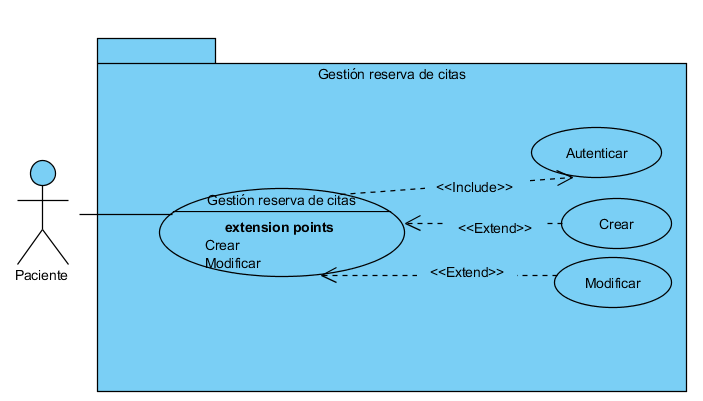 Gestión reserva de citas
Autenticar
<<Include>>
Gestión reserva de citas
extension points
Crear
Modificar
<<Extend>>
Crear
<<Extend>>
Modificar
Paciente